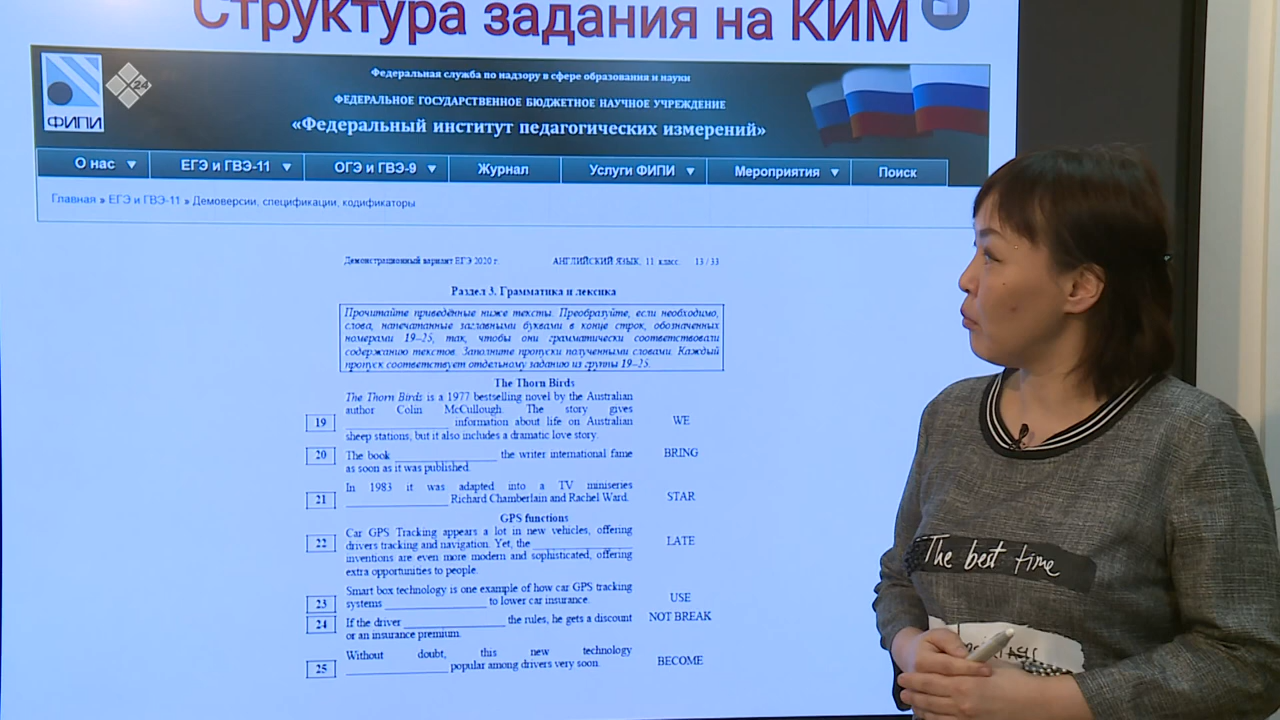 Структура задания на КИМ
Федеральная служба по надзору в сфере образования и науки
ФЕДЕРАЛЬНОЕ ГОСУДАРСТВЕННОЕ БЮДЖЕТНОЕ НАУЧНОЕ УЧРЕЖДЕНИЕ
«Федеральный институт педагогических измерений»
ФИПИ
x24
О нас ▼ ЕГЭ и ГВЭ-11 ▼ ОГЭ и ГВЭ-9 ▼ Журнал Услуги ФИПИ ▼ Мероприятия ▼ Поиск
Главная » ЕГЭ и ГВЭ-11 » Демоверсии, спецификации, кодификаторы
Демонстрационный вариант ЕГЭ 2020 г. АНГЛИЙСКИЙ ЯЗЫК, 11 класс. 13 / 33
Раздел 3. Грамматика и лексика
Прочитайте приведённые ниже тексты. Преобразуйте, если необходимо,
слова, напечатанные заглавными буквами в конце строк, обозначенных
номерами 19–25, так, чтобы они грамматически соответствовали
содержанию текстов. Заполните пропуски полученными словами. Каждый
пропуск соответствует отдельному заданию из группы 19–25.
The Thorn Birds
The Thorn Birds is a 1977 bestselling novel by the Australian
author Colin McCullough. The story gives
19 ____________________ information about life on Australian WE
sheep stations, but it also includes a dramatic love story.
20 The book ____________________ the writer international fame BRING
as soon as it was published.
In 1983 it was adapted into a TV miniseries
21 ____________________ Richard Chamberlain and Rachel Ward. STAR
GPS functions
Car GPS Tracking appears a lot in new vehicles, offering
22 drivers tracking and navigation. Yet, the ____________________ LATE
inventions are even more modern and sophisticated, offering
extra opportunities to people.
Smart box technology is one example of how car GPS tracking
23 systems ____________________ to lower car insurance. USE
24 If the driver ____________________ the rules, he gets a discount NOT BREAK
or an insurance premium.
Without doubt, this new technology
25 ____________________ popular among drivers very soon. BECOME
The best time